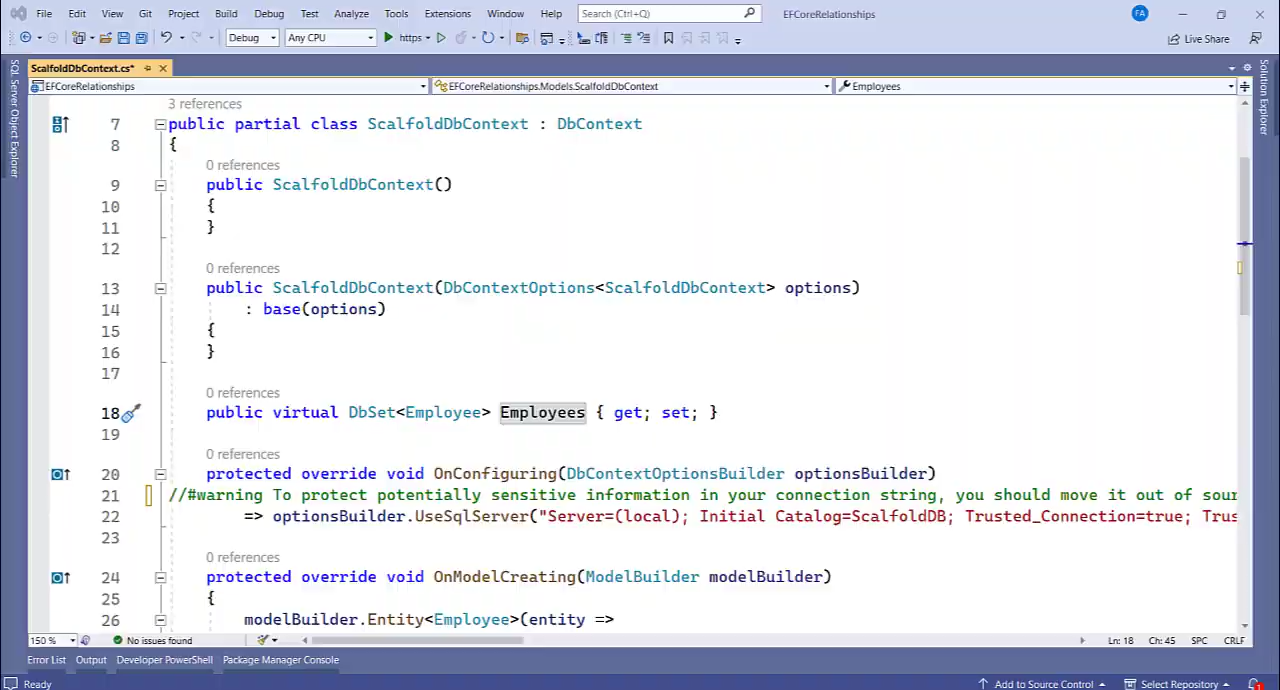 File Edit View Git Project Build Debug Test Analyze Tools Extensions Window Help Search (Ctrl+Q) EFCoreRelationships FA
Debug Any CPU https Live Share
SQL Server Object Explorer
Solution Explorer
ScalfoldDbContext.cs*
EFCoreRelationships EFCoreRelationships.Models.ScalfoldDbContext Employees
3 references
7 public partial class ScalfoldDbContext : DbContext
8 {
0 references
9 public ScalfoldDbContext()
10 {
11 }
12
0 references
13 public ScalfoldDbContext(DbContextOptions<ScalfoldDbContext> options)
14 : base(options)
15 {
16 }
17
0 references
18 public virtual DbSet<Employee> Employees { get; set; }
19
0 references
20 protected override void OnConfiguring(DbContextOptionsBuilder optionsBuilder)
21 //#warning To protect potentially sensitive information in your connection string, you should move it out of sour
22 => optionsBuilder.UseSqlServer("Server=(local); Initial Catalog=ScalfoldDB; Trusted_Connection=true; Trus
23
0 references
24 protected override void OnModelCreating(ModelBuilder modelBuilder)
25 {
26 modelBuilder.Entity<Employee>(entity =>
150 % No issues found Ln: 18 Ch: 45 SPC CRLF
Error List Output Developer PowerShell Package Manager Console
Ready Add to Source Control Select Repository 1